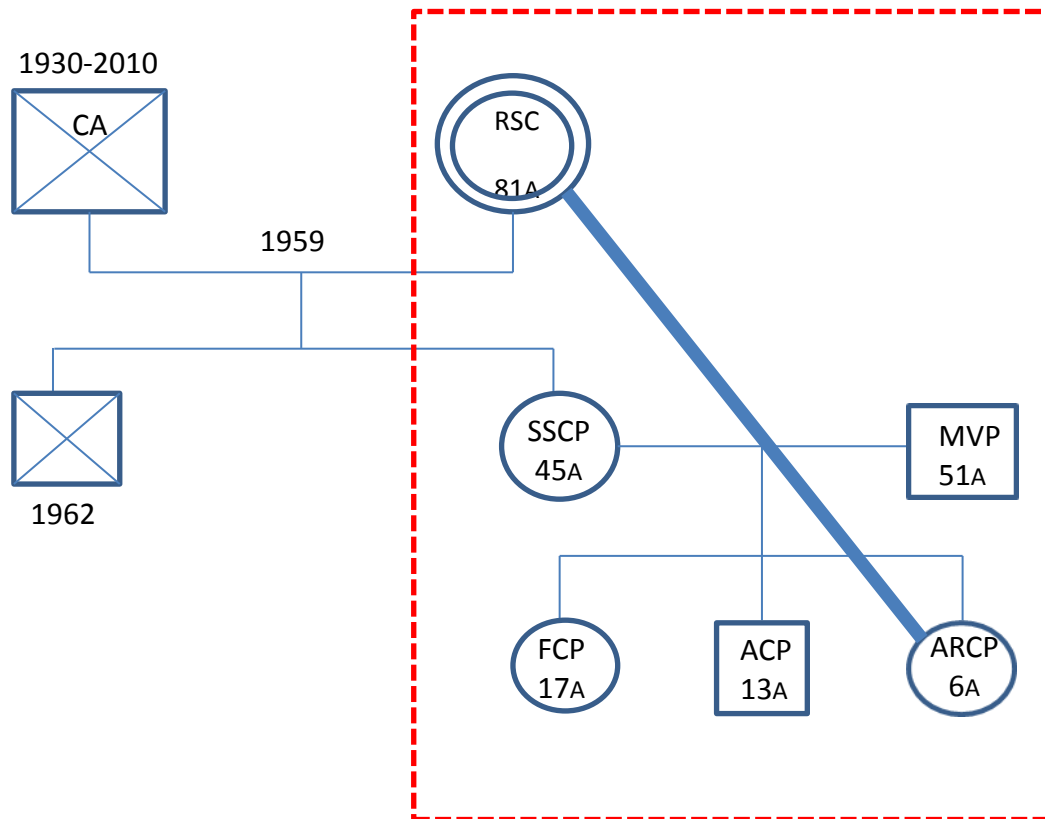 1930-2010
CA
RSC
81A
1959
SSCP
45A
MVP
51A
1962
FCP
17A
ACP
13A
ARCP
6A